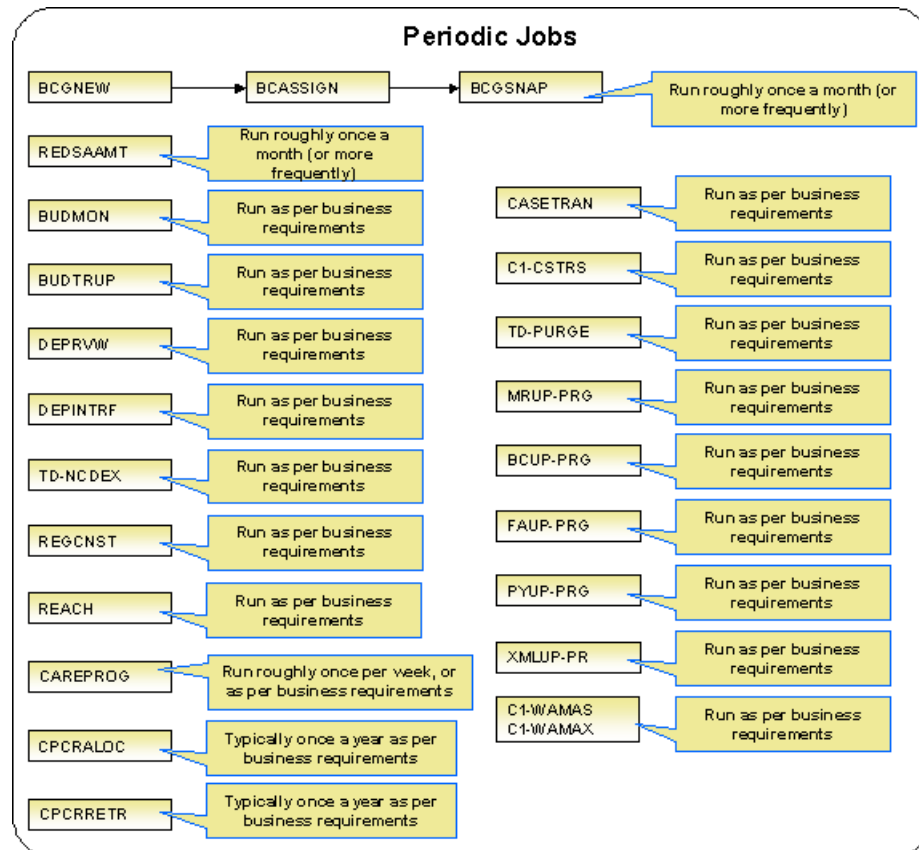 Periodic Jobs
BCGNEW
BCASSIGN
BCGSNAP
Run roughly once a month (or
more frequently)
REDSAAMT
Run roughly once a
month (or more
frequently)
BUDMON
Run as per business
requirements
BUDTRUP
Run as per business
requirements
DEPRVW
Run as per business
requirements
DEPINTRF
Run as per business
requirements
TD-NCDEX
Run as per business
requirements
REGCNST
Run as per business
requirements
REACH
Run as per business
requirements
CAREPROG
Run roughly once per week, or
as per business requirements
CPCRALOC
Typically once a year as per
business requirements
CPCRRETR
Typically once a year as per
business requirements
CASETRAN
Run as per business
requirements
C1-CSTRS
Run as per business
requirements
TD-PURGE
Run as per business
requirements
MRUP-PRG
Run as per business
requirements
BCUP-PRG
Run as per business
requirements
FAUP-PRG
Run as per business
requirements
PYUP-PRG
Run as per business
requirements
XMLUP-PR
Run as per business
requirements
C1-WAMAS
C1-WAMAX
Run as per business
requirements